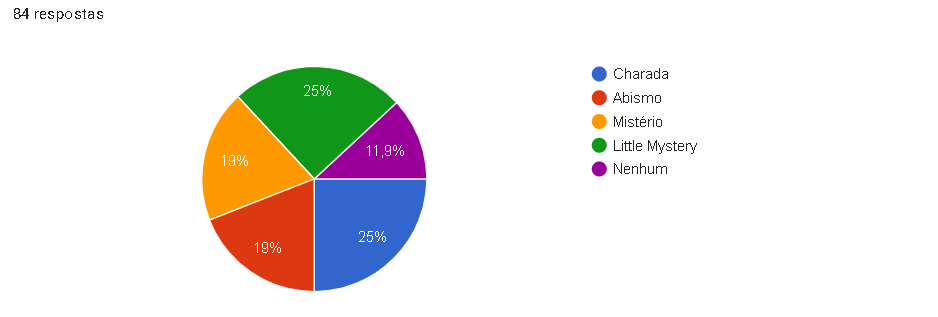 84 respostas
25%
11,9%
19%
19%
25%
Charada
Abismo
Mistério
Little Mystery
Nenhum